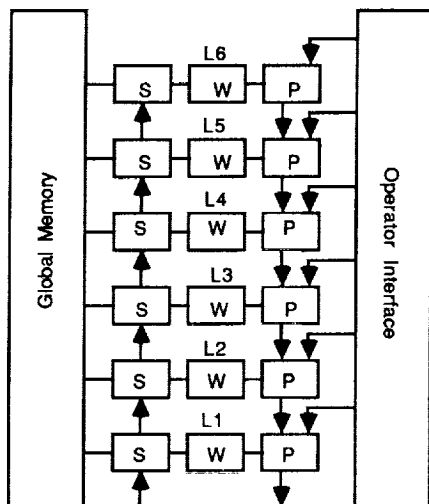 Global Memory
L6
S W P
L5
S W P
L4
S W P
L3
S W P
L2
S W P
L1
S W P
Operator Interface